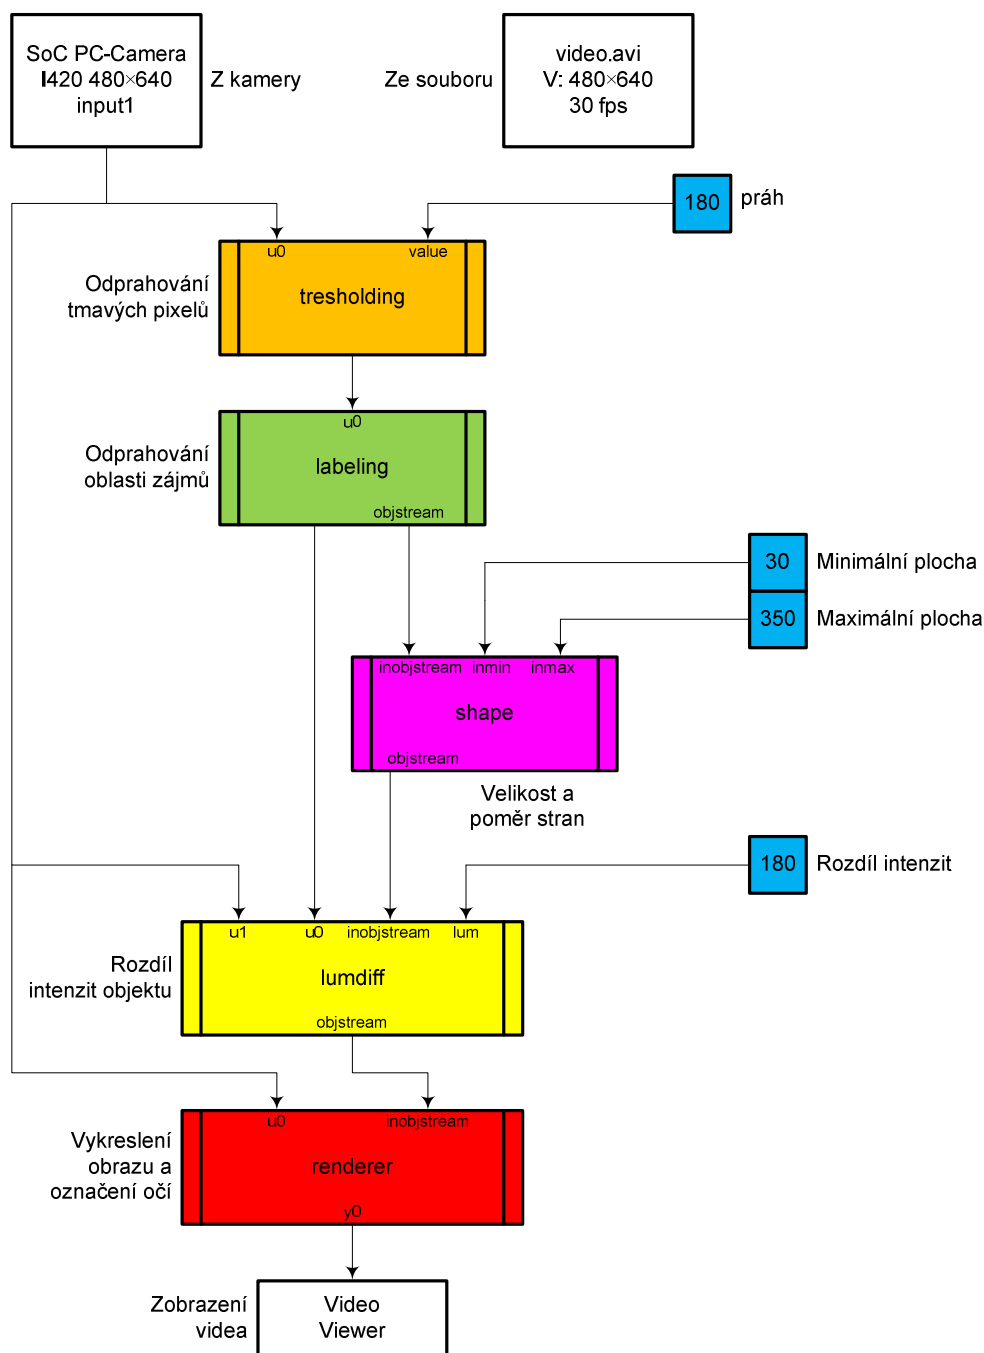 SoC PC-Camera
I420 480×640
input1
Z kamery
Ze souboru
video.avi
V: 480×640
30 fps
180
práh
u0
value
Odprahování
tmavých pixelů
tresholding
u0
Odprahování
oblasti zájmů
labeling
objstream
30
Minimální plocha
350
Maximální plocha
inobjstream
inmin
inmax
shape
objstream
Velikost a
poměr stran
180
Rozdíl intenzit
u1
u0
inobjstream
lum
Rozdíl
intenzit objektu
lumdiff
objstream
u0
inobjstream
Vykreslení
obrazu a
označení očí
renderer
y0
Zobrazení
videa
Video
Viewer